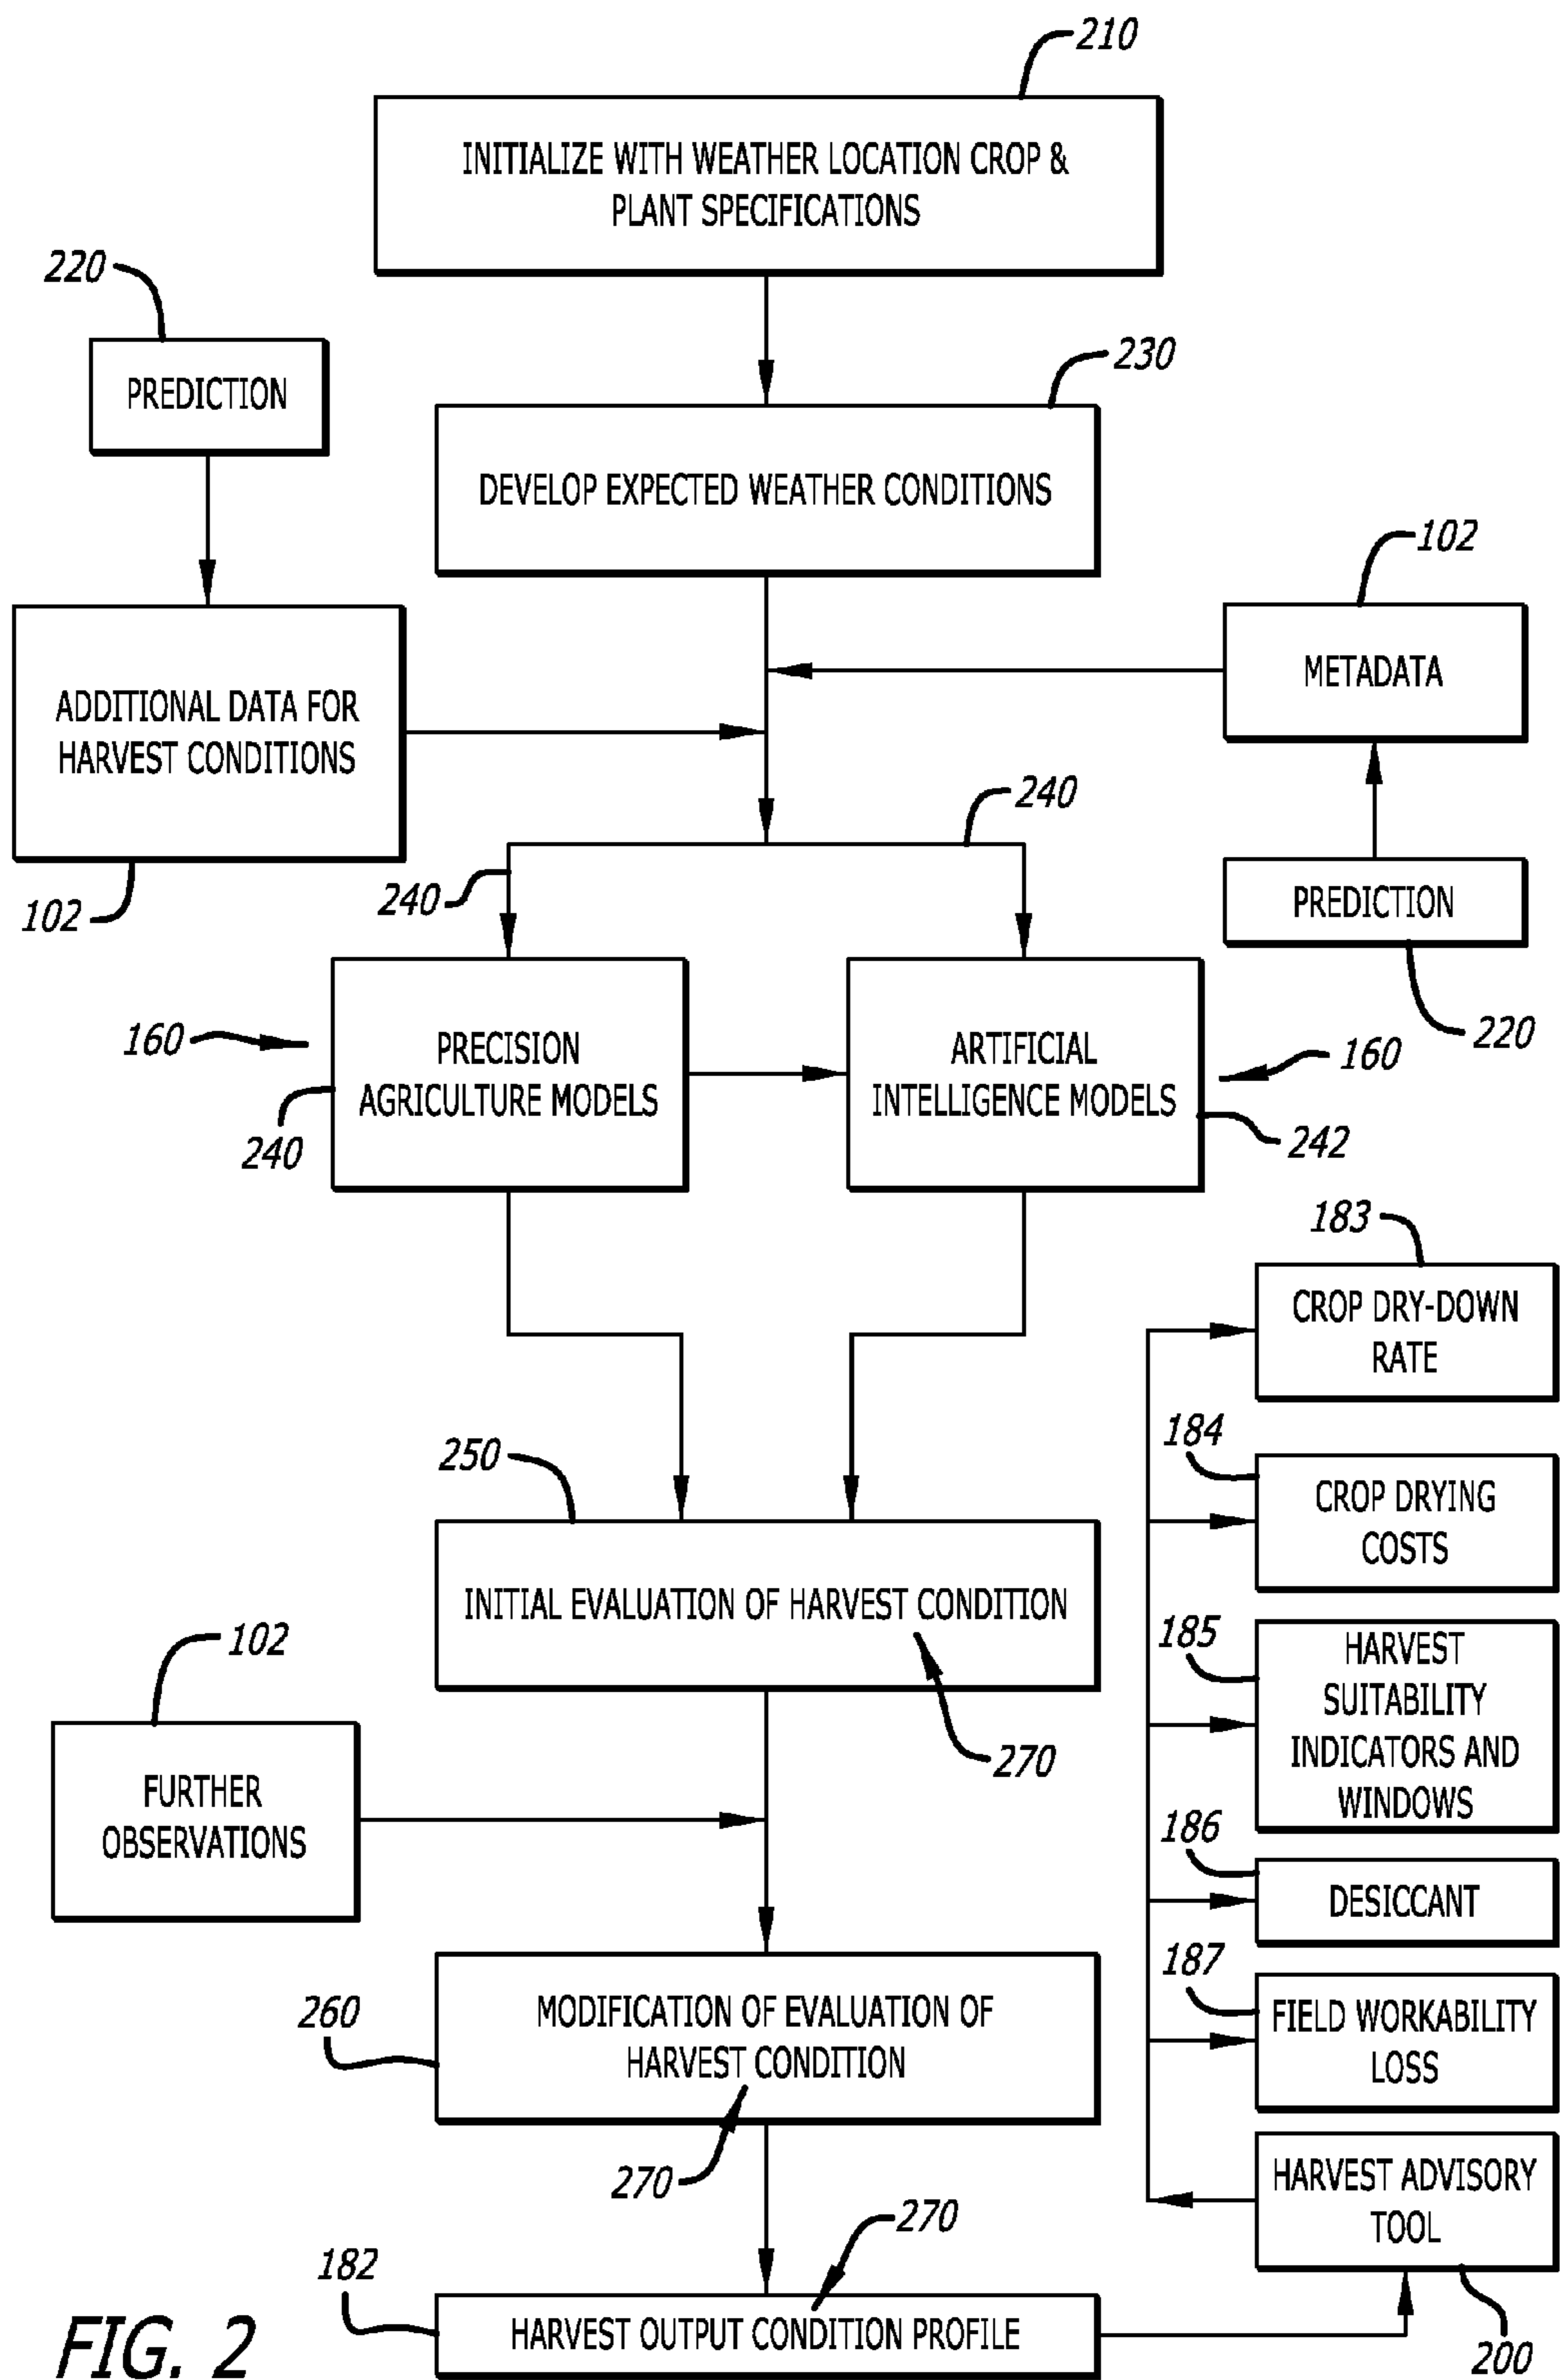 210
INITIALIZE WITH WEATHER LOCATION CROP &
PLANT SPECIFICATIONS
220
PREDICTION
230
DEVELOP EXPECTED WEATHER CONDITIONS
102
METADATA
ADDITIONAL DATA FOR
HARVEST CONDITIONS
102
240
240
PREDICTION
220
160
PRECISION
AGRICULTURE MODELS
240
ARTIFICIAL
INTELLIGENCE MODELS
160
242
183
CROP DRY-DOWN
RATE
184
CROP DRYING
COSTS
250
INITIAL EVALUATION OF HARVEST CONDITION
270
185
HARVEST
SUITABILITY
INDICATORS AND
WINDOWS
102
FURTHER
OBSERVATIONS
186
DESICCANT
187
FIELD WORKABILITY
LOSS
260
MODIFICATION OF EVALUATION OF
HARVEST CONDITION
270
HARVEST ADVISORY
TOOL
200
270
182
HARVEST OUTPUT CONDITION PROFILE
FIG. 2